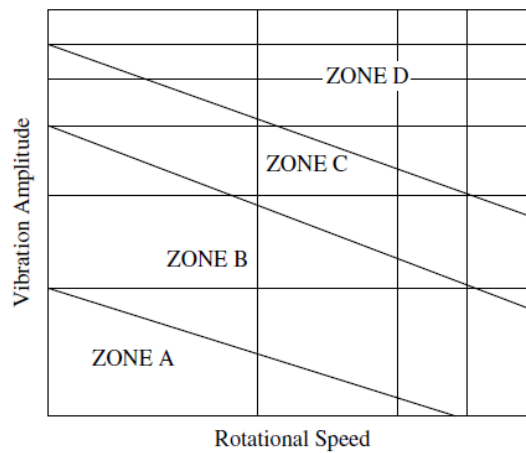 ZONE D
ZONE C
ZONE B
ZONE A
Vibration Amplitude
Rotational Speed